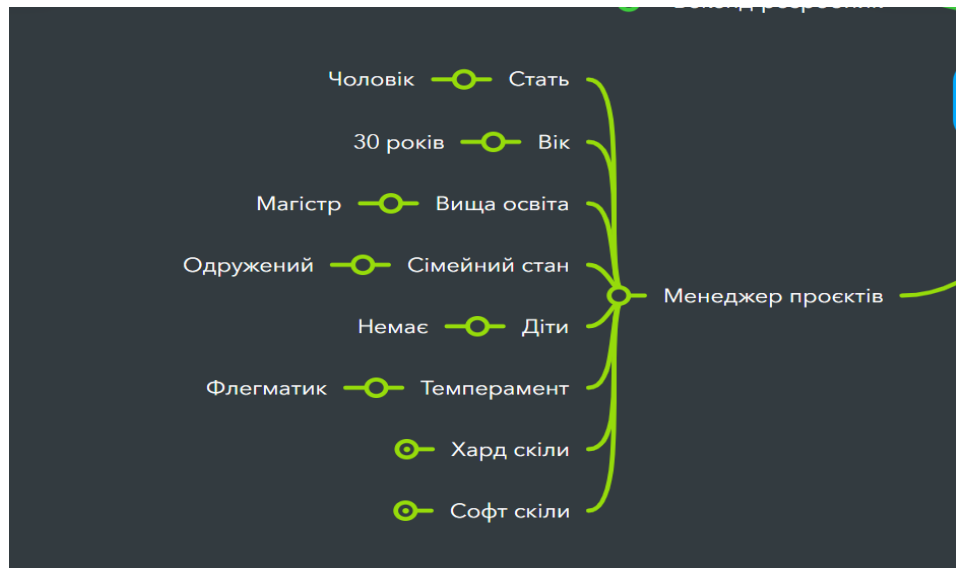 Чоловік Стать
30 років Вік
Магістр Вища освіта
Одружений Сімейний стан
Менеджер проєктів
Немає Діти
Флегматик Темперамент
Хард скіли
Софт скіли